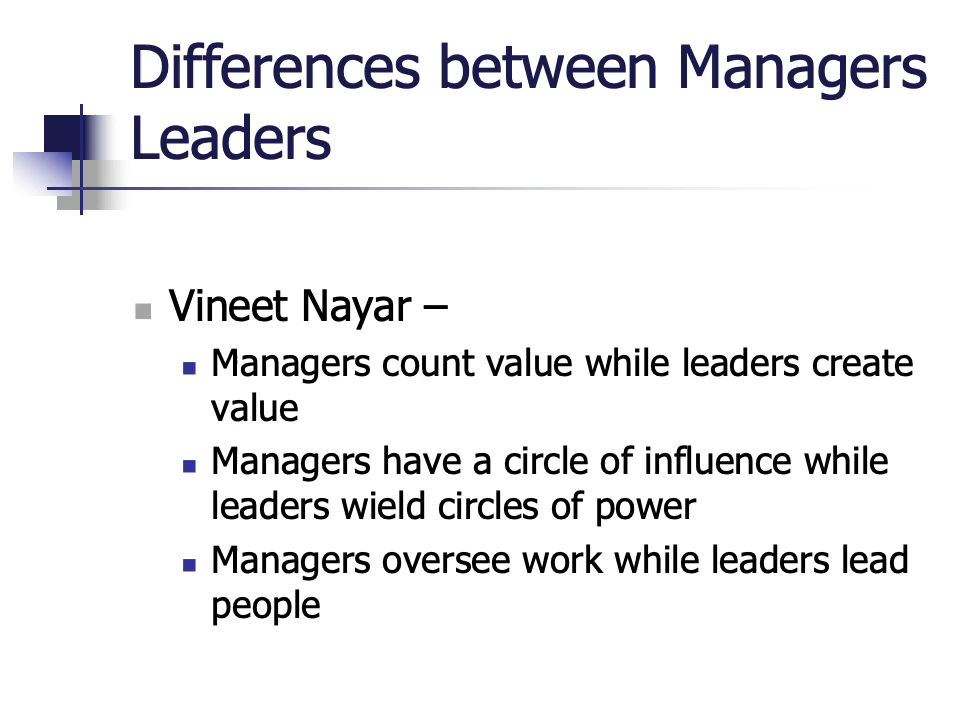 Differences between Managers
Leaders
Vineet Nayar –
Managers count value while leaders create
value
Managers have a circle of influence while
leaders wield circles of power
Managers oversee work while leaders lead
people